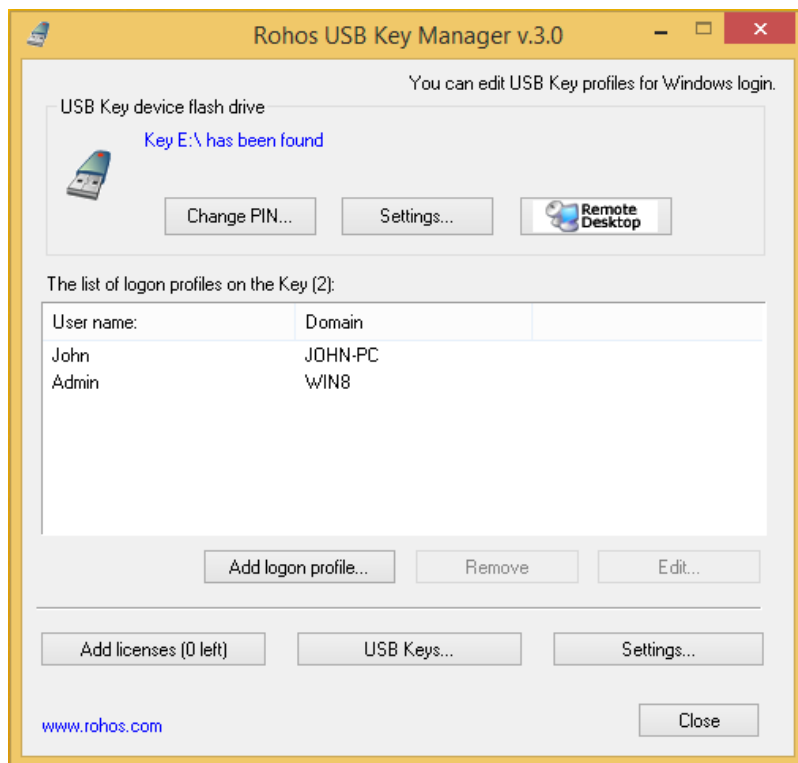 Rohos USB Key Manager v.3.0
You can edit USB Key profiles for Windows login.
USB Key device flash drive
Key E:\ has been found
Change PIN...
Settings...
Remote
Desktop
The list of logon profiles on the Key (2):
User name: Domain
John JOHN-PC
Admin WIN8
Add logon profile... Remove Edit...
Add licenses (0 left) USB Keys... Settings...
www.rohos.com
Close